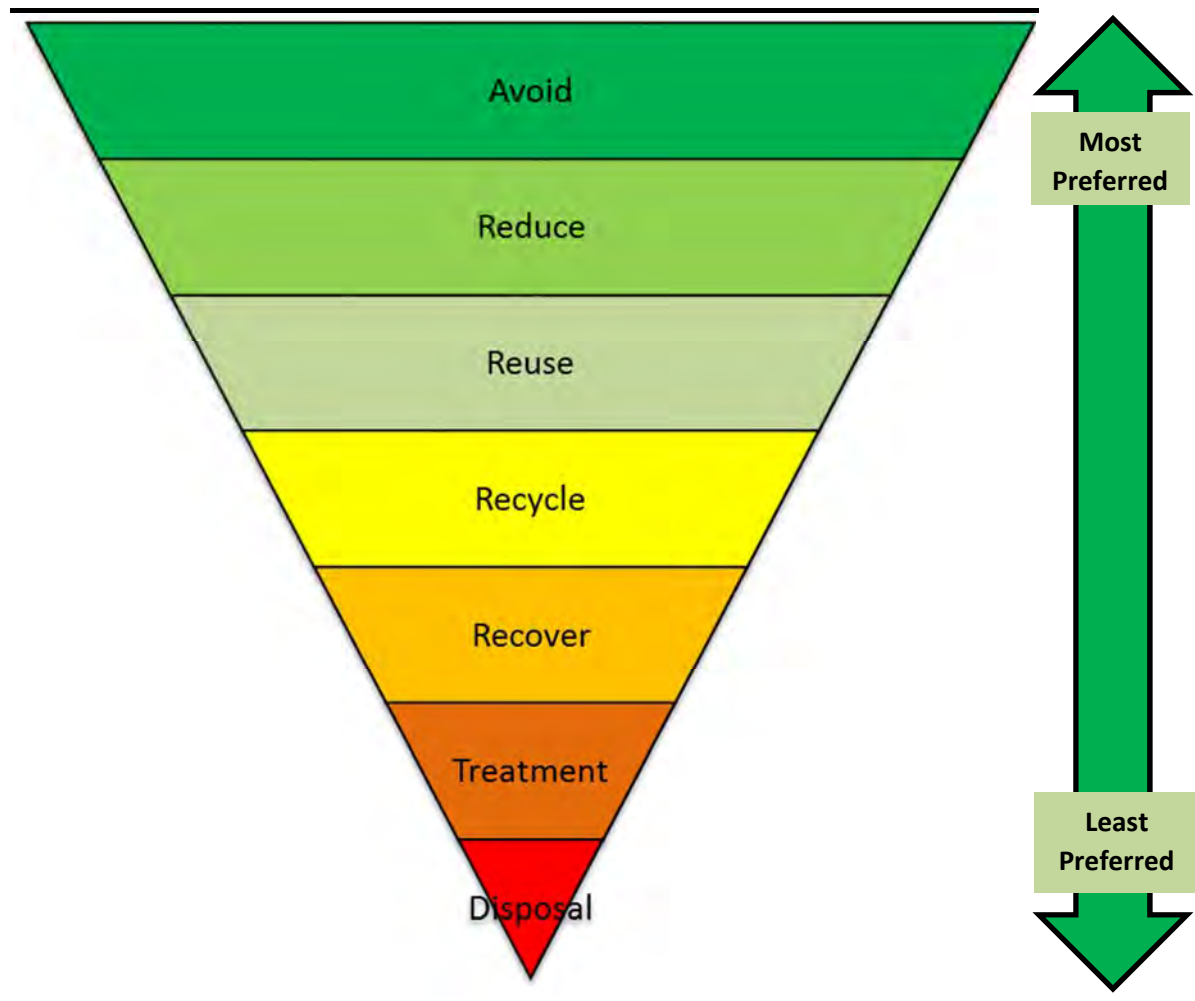 Avoid
Most
Preferred
Reduce
Reuse
Recycle
Recover
Treatment
Least
Preferred
Disposal